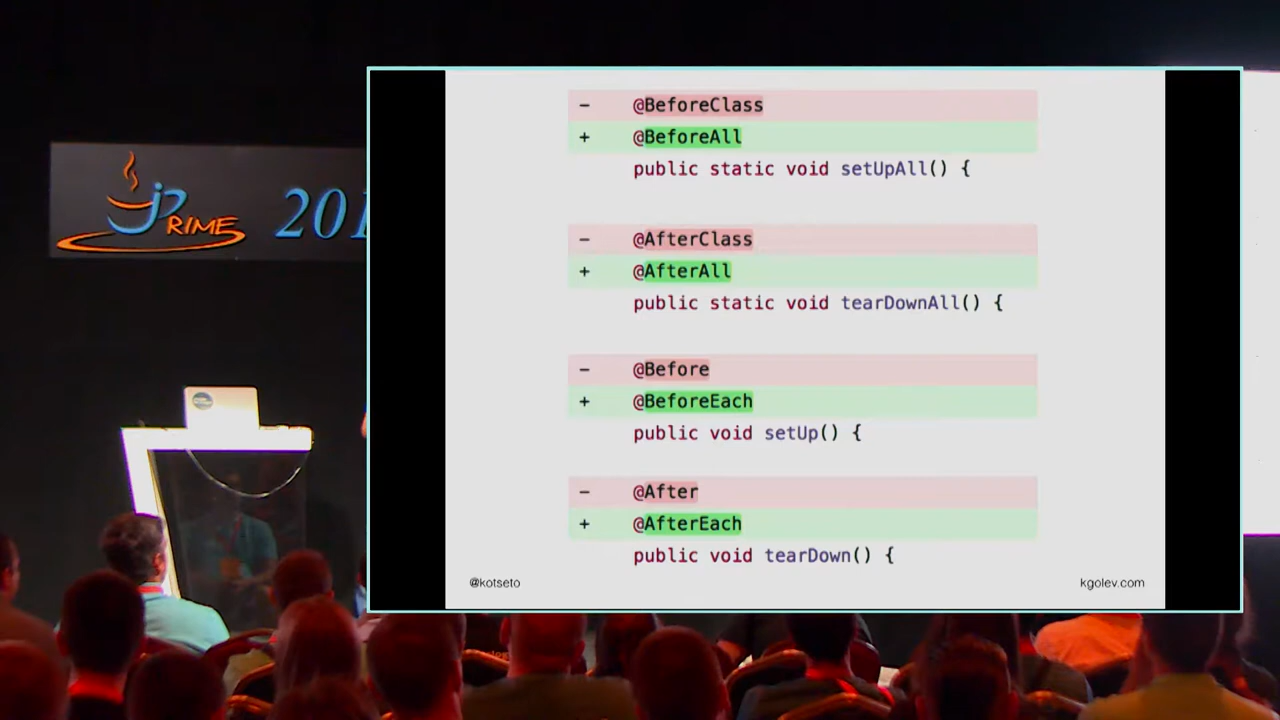 JPRIME 201
- @BeforeClass
+ @BeforeAll
public static void setUpAll() {
- @AfterClass
+ @AfterAll
public static void tearDownAll() {
- @Before
+ @BeforeEach
public void setUp() {
- @After
+ @AfterEach
public void tearDown() {
@kotseto
kgolev.com